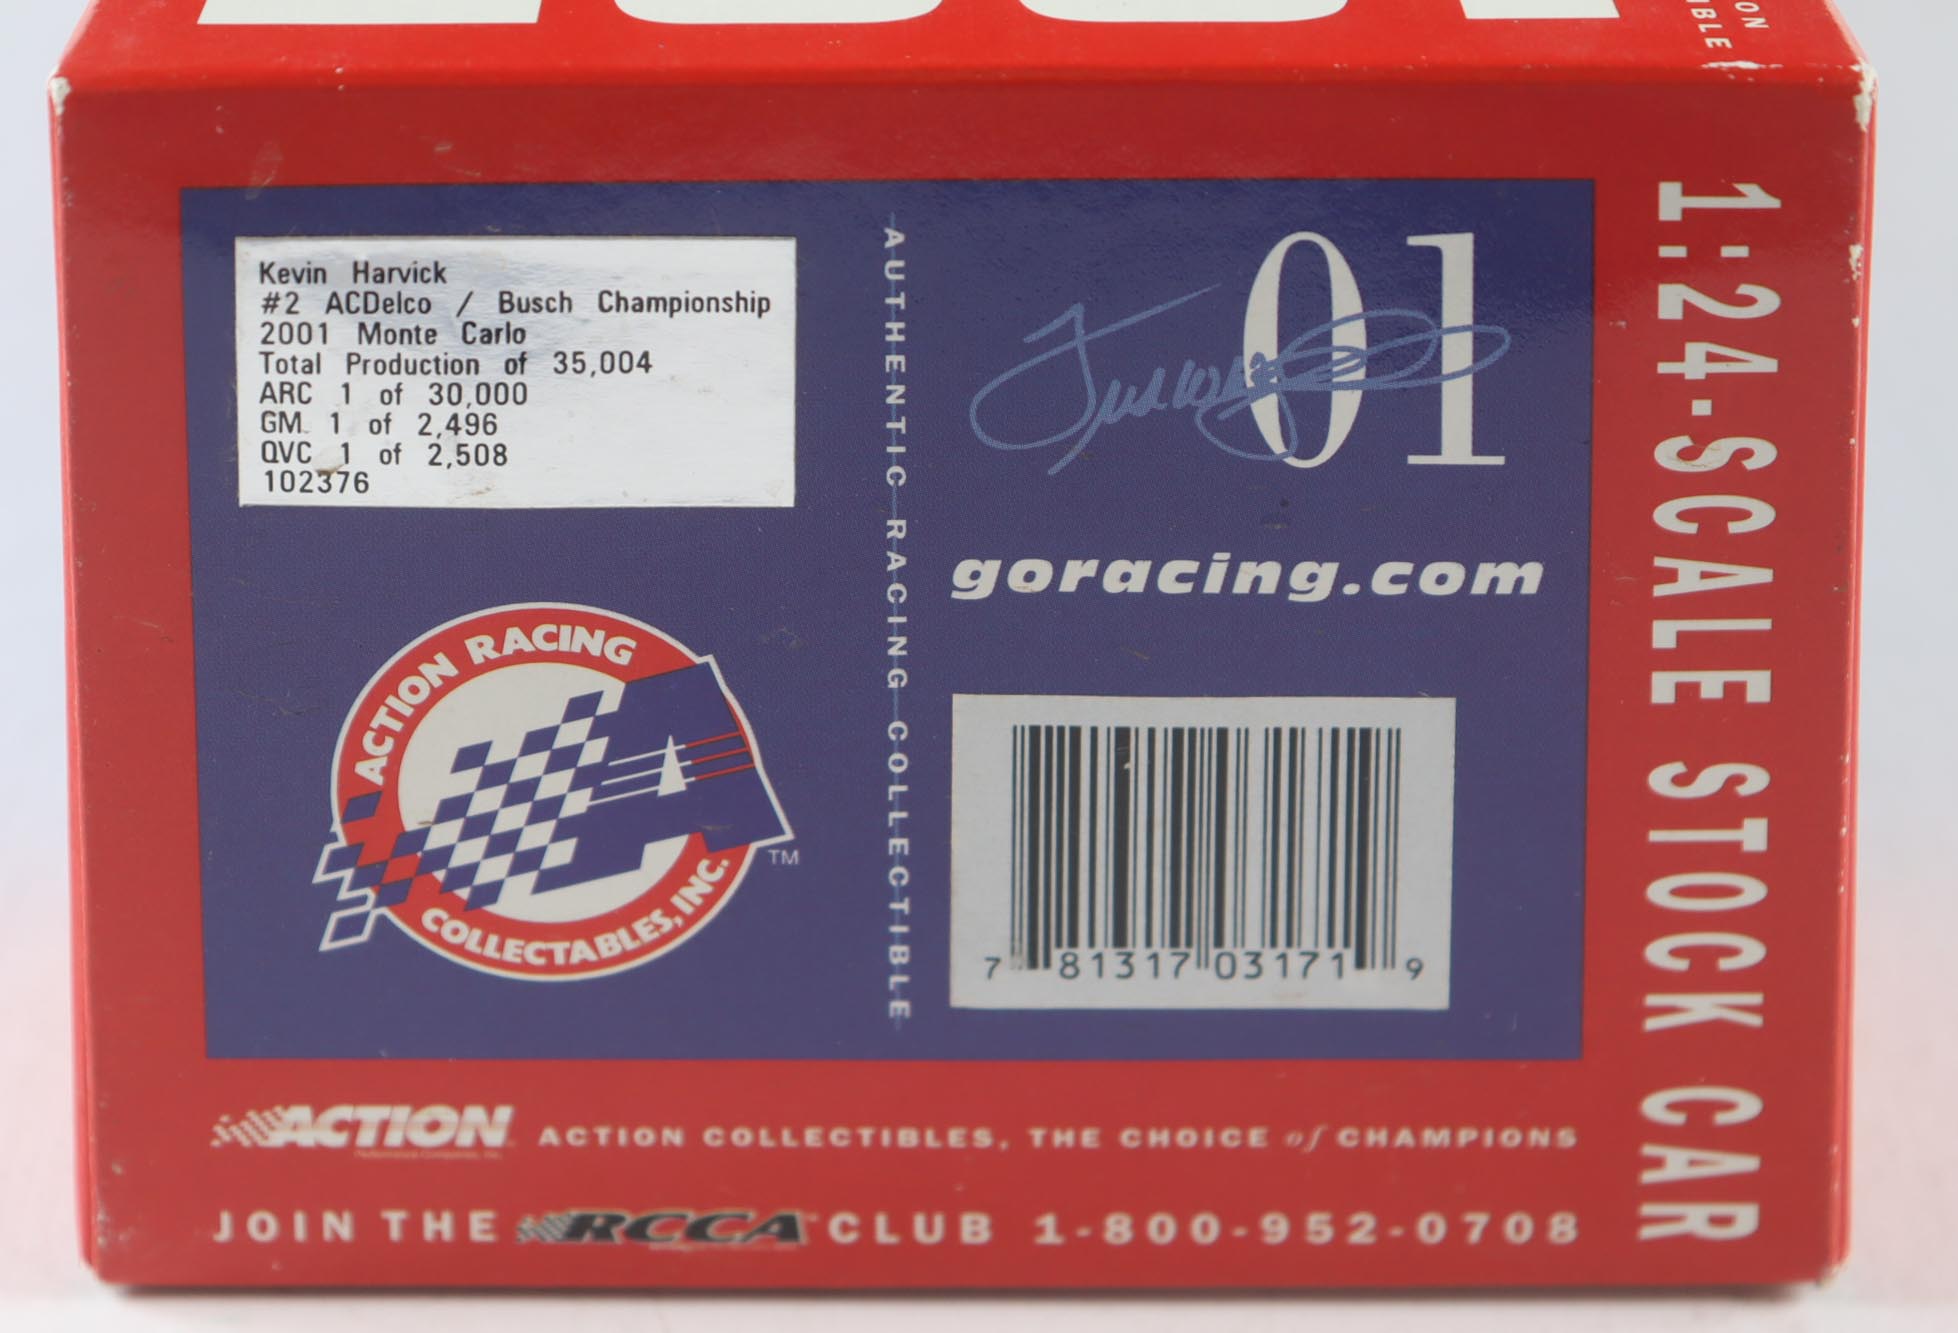 Kevin Harvick
#2 ACDelco / Busch Championship
2001 Monte Carlo
Total Production of 35,004
ARC 1 of 30,000
GM 1 of 2,496
QVC 1 of 2,508
102376
AUTHENTIC RACING COLLECTIBLE
01
goracing.com
ACTION RACING
COLLECTABLES, INC.
TM
7 81317 03171 9
1:24-SCALE STOCK CAR
ACTION
ACTION COLLECTIBLES, THE CHOICE of CHAMPIONS
JOIN THE RCCA CLUB 1-800-952-0708